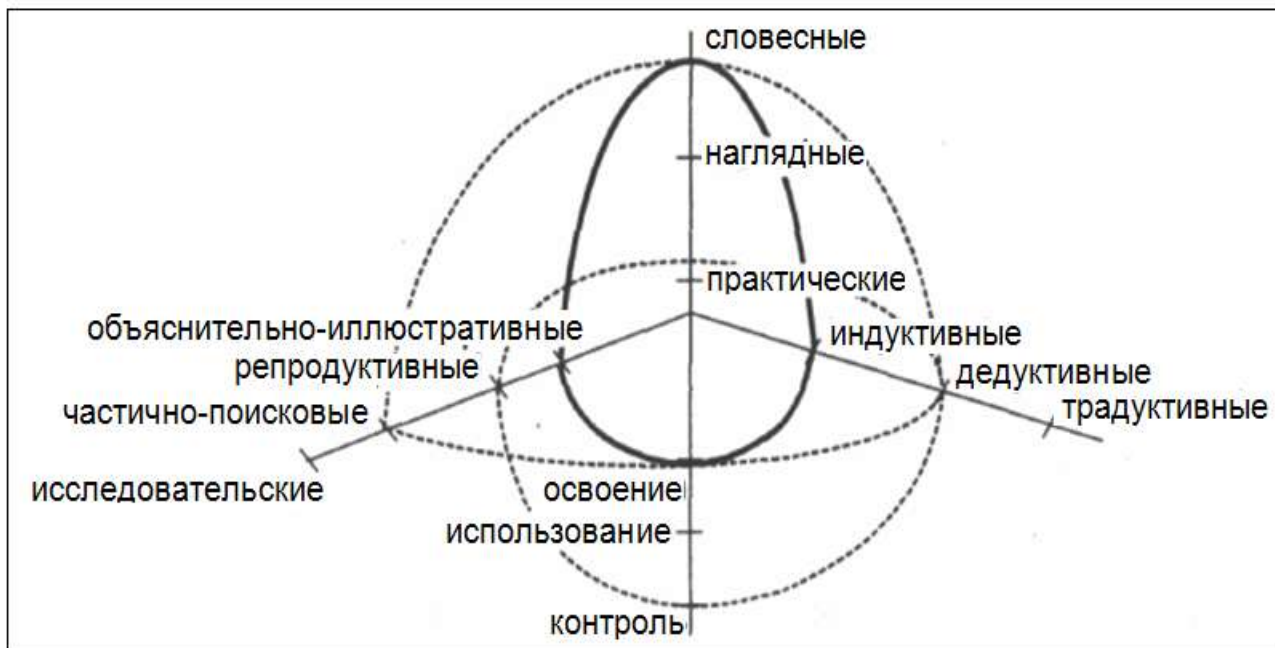 словесные
наглядные
практические
объяснительно-иллюстративные
индуктивные
репродуктивные
дедуктивные
частично-поисковые
традуктивные
исследовательские
освоение
использование
контроль